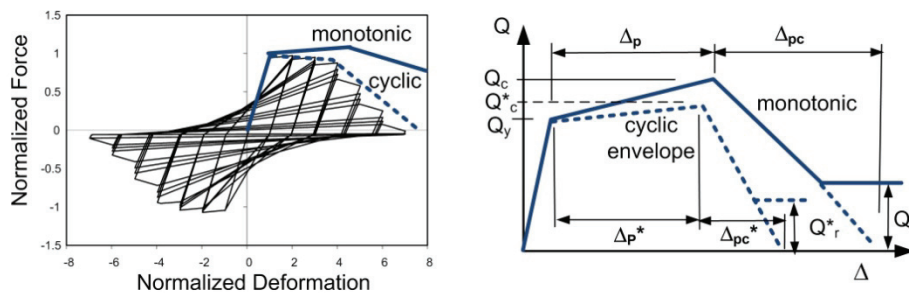 Normalized Force
1.5
1
0.5
0
-0.5
-1
-1.5
-8 -6 -4 -2 0 2 4 6 8
Normalized Deformation
monotonic
cyclic
Q
Δp
Δpc
Qc
Q*c
Qy
monotonic
cyclic
envelope
Δp*
Δpc*
Q*r
Q
Δ